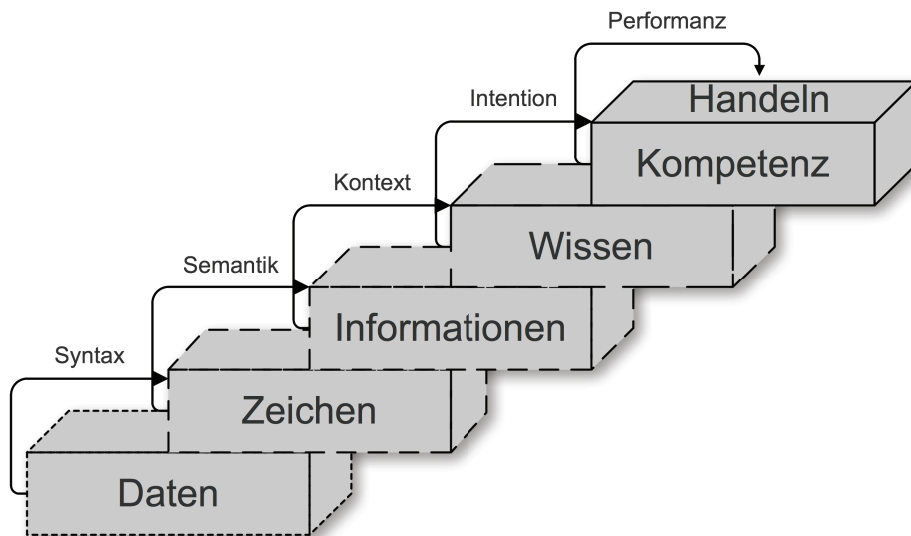 Performanz
Handeln
Intention
Kompetenz
Kontext
Wissen
Semantik
Informationen
Syntax
Zeichen
Daten